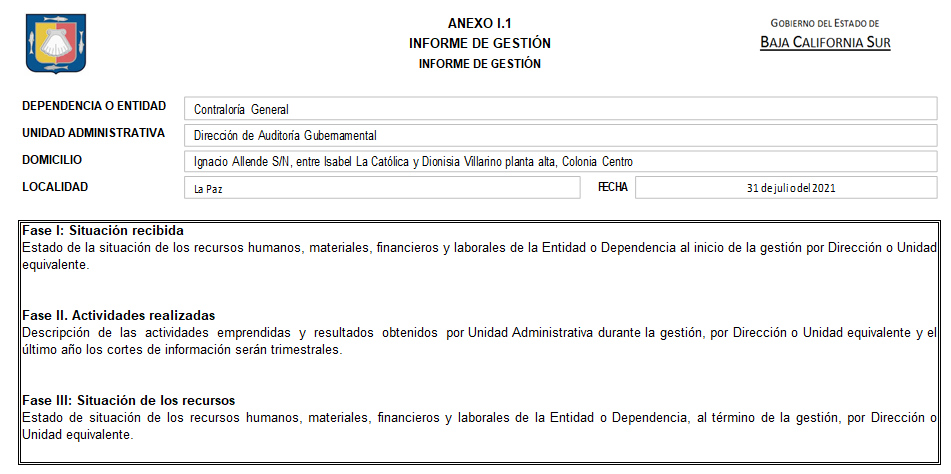 ANEXO I.1
INFORME DE GESTIÓN
INFORME DE GESTIÓN
GOBIERNO DEL ESTADO DE
BAJA CALIFORNIA SUR
DEPENDENCIA O ENTIDAD Contraloría General
UNIDAD ADMINISTRATIVA Dirección de Auditoría Gubernamental
DOMICILIO Ignacio Allende S/N, entre Isabel La Católica y Dionisia Villarino planta alta, Colonia Centro
LOCALIDAD La Paz FECHA 31 de julio del 2021
Fase I: Situación recibida
Estado de la situación de los recursos humanos, materiales, financieros y laborales de la Entidad o Dependencia al inicio de la gestión por Dirección o Unidad
equivalente.
Fase II. Actividades realizadas
Descripción de las actividades emprendidas y resultados obtenidos por Unidad Administrativa durante la gestión, por Dirección o Unidad equivalente y el
último año los cortes de información serán trimestrales.
Fase III: Situación de los recursos
Estado de situación de los recursos humanos, materiales, financieros y laborales de la Entidad o Dependencia, al término de la gestión, por Dirección o
Unidad equivalente.